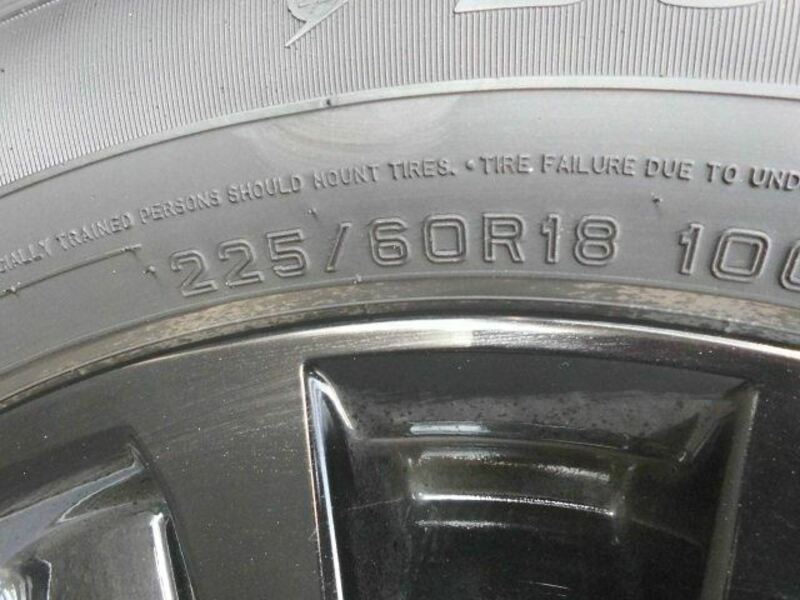 TRAINED PERSONS SHOULD MOUNT TIRES. • TIRE FAILURE DUE TO
225/60R18